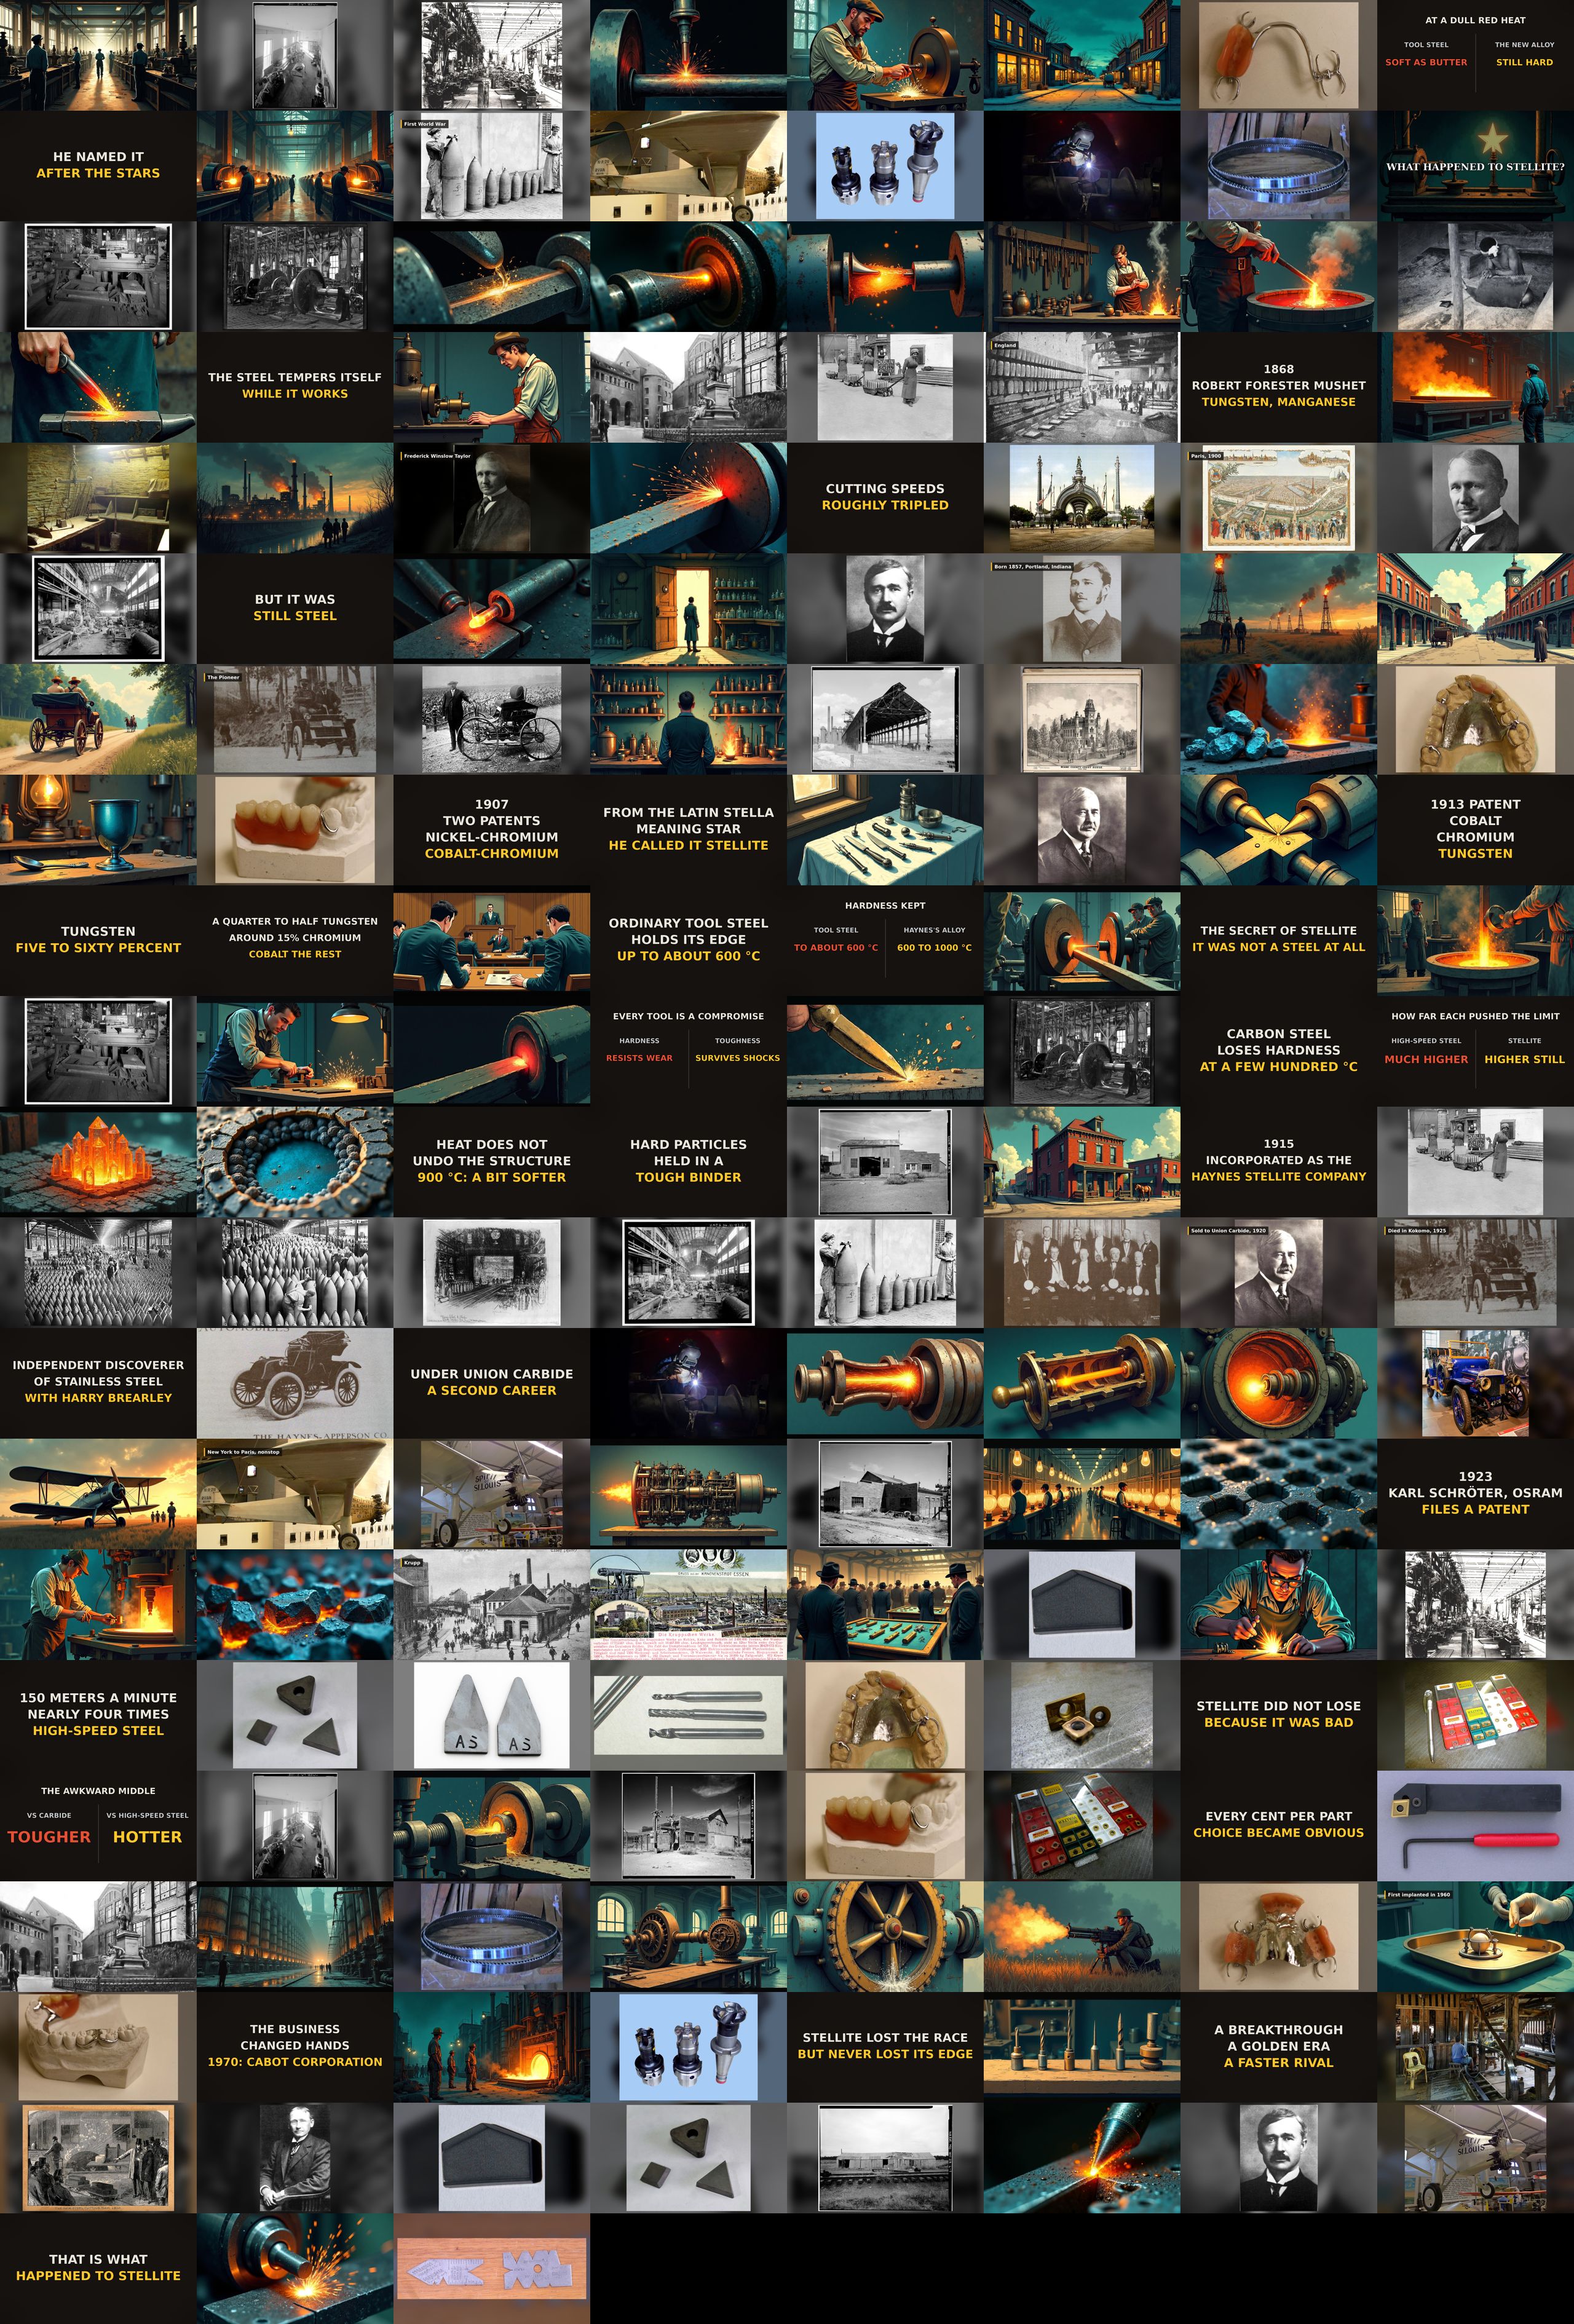 AT A DULL RED HEAT
TOOL STEEL
THE NEW ALLOY
SOFT AS BUTTER
STILL HARD
HE NAMED IT
AFTER THE STARS
First World War
WHAT HAPPENED TO STELLITE?
THE STEEL TEMPERS ITSELF
WHILE IT WORKS
England
1868
ROBERT FORESTER MUSHET
TUNGSTEN, MANGANESE
Frederick Winslow Taylor
CUTTING SPEEDS
ROUGHLY TRIPLED
Paris, 1900
BUT IT WAS
STILL STEEL
Born 1857, Portland, Indiana
The Pioneer
1907
TWO PATENTS
NICKEL-CHROMIUM
COBALT-CHROMIUM
FROM THE LATIN STELLA
MEANING STAR
HE CALLED IT STELLITE
1913 PATENT
COBALT
CHROMIUM
TUNGSTEN
TUNGSTEN
FIVE TO SIXTY PERCENT
A QUARTER TO HALF TUNGSTEN
AROUND 15% CHROMIUM
COBALT THE REST
ORDINARY TOOL STEEL
HOLDS ITS EDGE
UP TO ABOUT 600 °C
HARDNESS KEPT
TOOL STEEL
HAYNES'S ALLOY
TO ABOUT 600 °C
600 TO 1000 °C
THE SECRET OF STELLITE
IT WAS NOT A STEEL AT ALL
EVERY TOOL IS A COMPROMISE
HARDNESS
TOUGHNESS
RESISTS WEAR
SURVIVES SHOCKS
CARBON STEEL
LOSES HARDNESS
AT A FEW HUNDRED °C
HOW FAR EACH PUSHED THE LIMIT
HIGH-SPEED STEEL
STELLITE
MUCH HIGHER
HIGHER STILL
HEAT DOES NOT
UNDO THE STRUCTURE
900 °C: A BIT SOFTER
HARD PARTICLES
HELD IN A
TOUGH BINDER
1915
INCORPORATED AS THE
HAYNES STELLITE COMPANY
Sold to Union Carbide, 1920
Died in Kokomo, 1925
INDEPENDENT DISCOVERER
OF STAINLESS STEEL
WITH HARRY BREARLEY
AUTOMOBILES
THE HAYNES-APPERSON CO.
UNDER UNION CARBIDE
A SECOND CAREER
New York to Paris, nonstop
1923
KARL SCHRÖTER, OSRAM
FILES A PATENT
Krupp
150 METERS A MINUTE
NEARLY FOUR TIMES
HIGH-SPEED STEEL
A5
A5
STELLITE DID NOT LOSE
BECAUSE IT WAS BAD
THE AWKWARD MIDDLE
VS CARBIDE
VS HIGH-SPEED STEEL
TOUGHER
HOTTER
EVERY CENT PER PART
CHOICE BECAME OBVIOUS
First implanted in 1960
THE BUSINESS
CHANGED HANDS
1970: CABOT CORPORATION
STELLITE LOST THE RACE
BUT NEVER LOST ITS EDGE
A BREAKTHROUGH
A GOLDEN ERA
A FASTER RIVAL
THAT IS WHAT
HAPPENED TO STELLITE